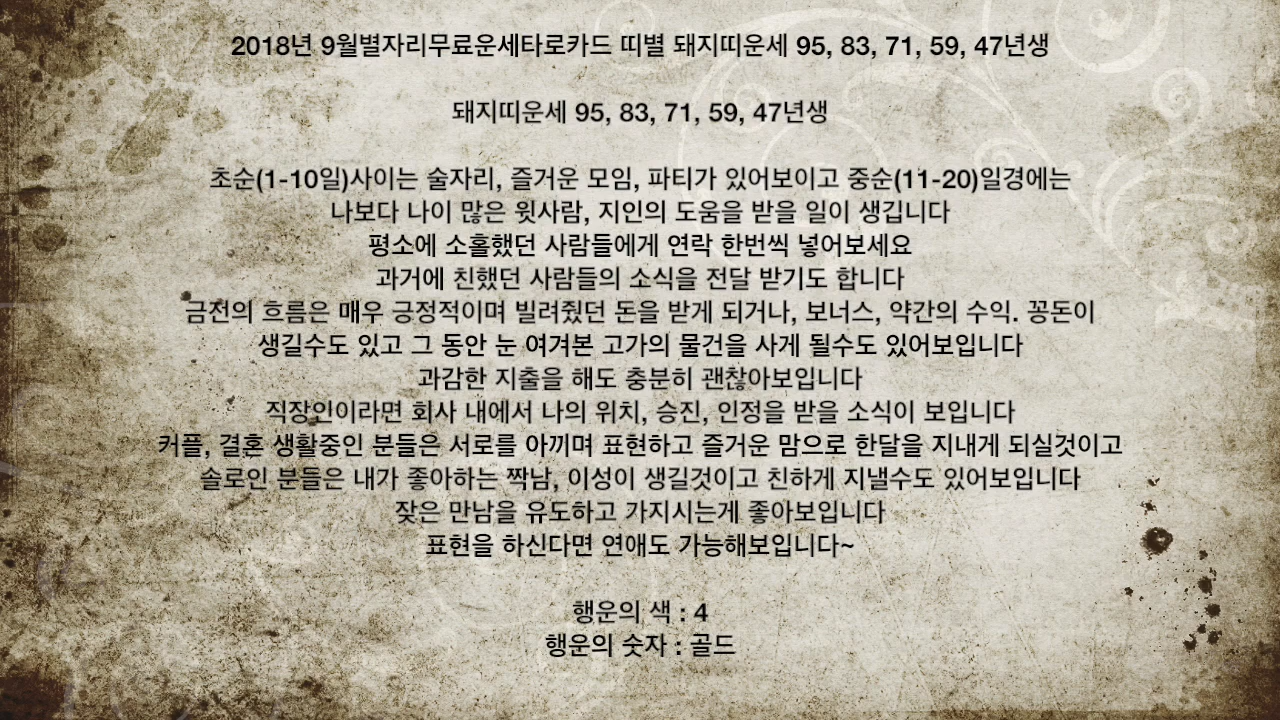 2018년 9월별자리무료운세타로카드 띠별 돼지띠운세 95, 83, 71, 59, 47년생
돼지띠운세 95, 83, 71, 59, 47년생
초순(1-10일)사이는 술자리, 즐거운 모임, 파티가 있어보이고 중순(11-20)일경에는
나보다 나이 많은 윗사람, 지인의 도움을 받을 일이 생깁니다
평소에 소홀했던 사람들에게 연락 한번씩 넣어보세요
과거에 친했던 사람들의 소식을 전달 받기도 합니다
금전의 흐름은 매우 긍정적이며 빌려줬던 돈을 받게 되거나, 보너스, 약간의 수익. 꽁돈이
생길수도 있고 그 동안 눈 여겨본 고가의 물건을 사게 될수도 있어보입니다
과감한 지출을 해도 충분히 괜찮아보입니다
직장인이라면 회사 내에서 나의 위치, 승진, 인정을 받을 소식이 보입니다
커플, 결혼 생활중인 분들은 서로를 아끼며 표현하고 즐거운 맘으로 한달을 지내게 되실것이고
솔로인 분들은 내가 좋아하는 짝남, 이성이 생길것이고 친하게 지낼수도 있어보입니다
잦은 만남을 유도하고 가지시는게 좋아보입니다
표현을 하신다면 연애도 가능해보입니다~
행운의 색 : 4
행운의 숫자 : 골드